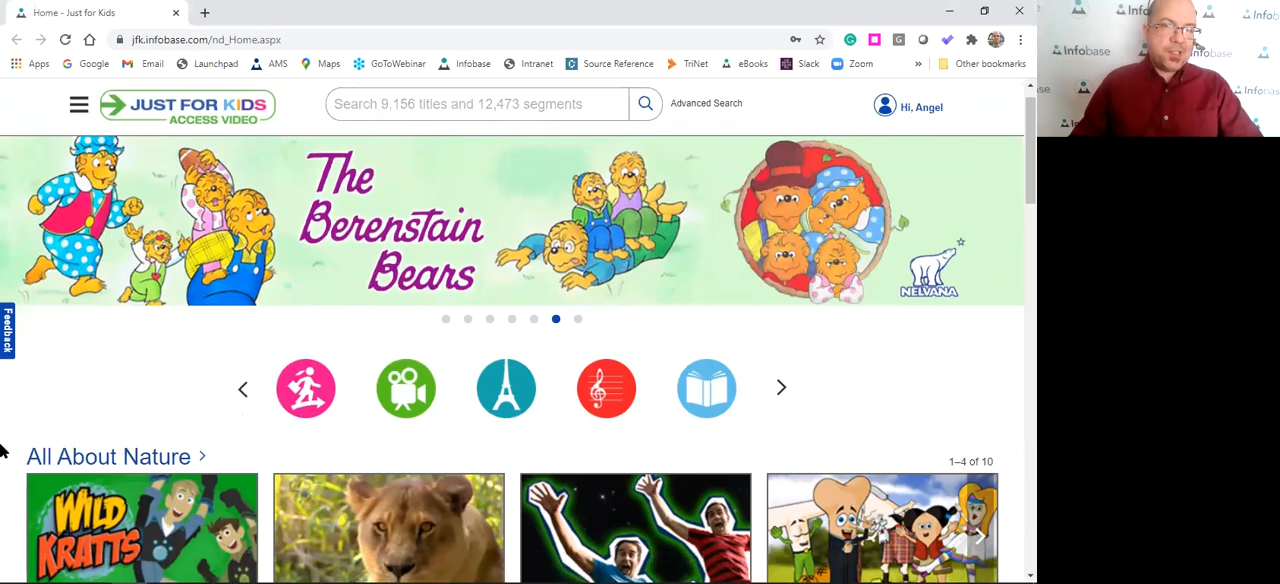 Home - Just for Kids
jfk.infobase.com/nd_Home.aspx
Apps Google Email Launchpad AMS Maps GoToWebinar Infobase Intranet Source Reference TriNet eBooks Slack Zoom » Other bookmarks
JUST FOR KIDS
ACCESS VIDEO
Search 9,156 titles and 12,473 segments
Advanced Search
Hi, Angel
The
Berenstain
Bears
NELVANA
Feedback
All About Nature >
1–4 of 10
WILD
KRATTS
Infobase